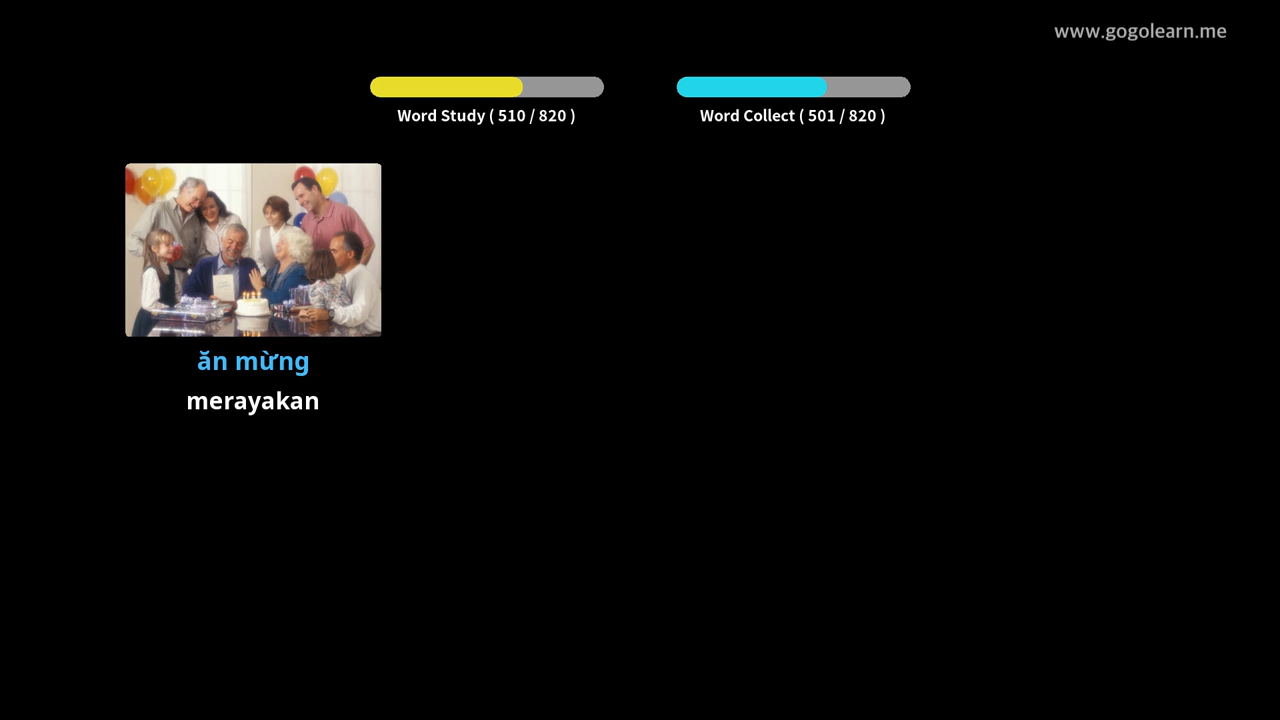 www.gogolearn.me
Word Study ( 510 / 820 )
Word Collect ( 501 / 820 )
ăn mừng
merayakan